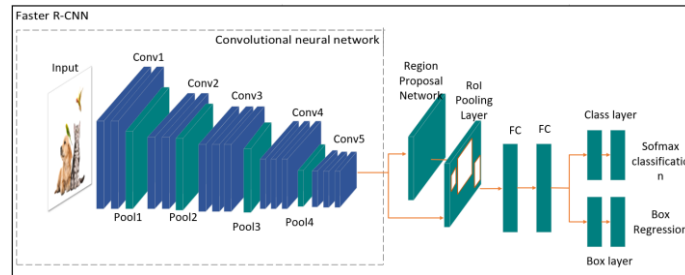 Faster R-CNN
Convolutional neural network
Input
Conv1
Conv2
Conv3
Conv4
Conv5
Pool1
Pool2
Pool3
Pool4
Region
Proposal
Network
RoI
Pooling
Layer
FC
FC
Class layer
Sofmax
classificatio
n
Box
Regression
Box layer